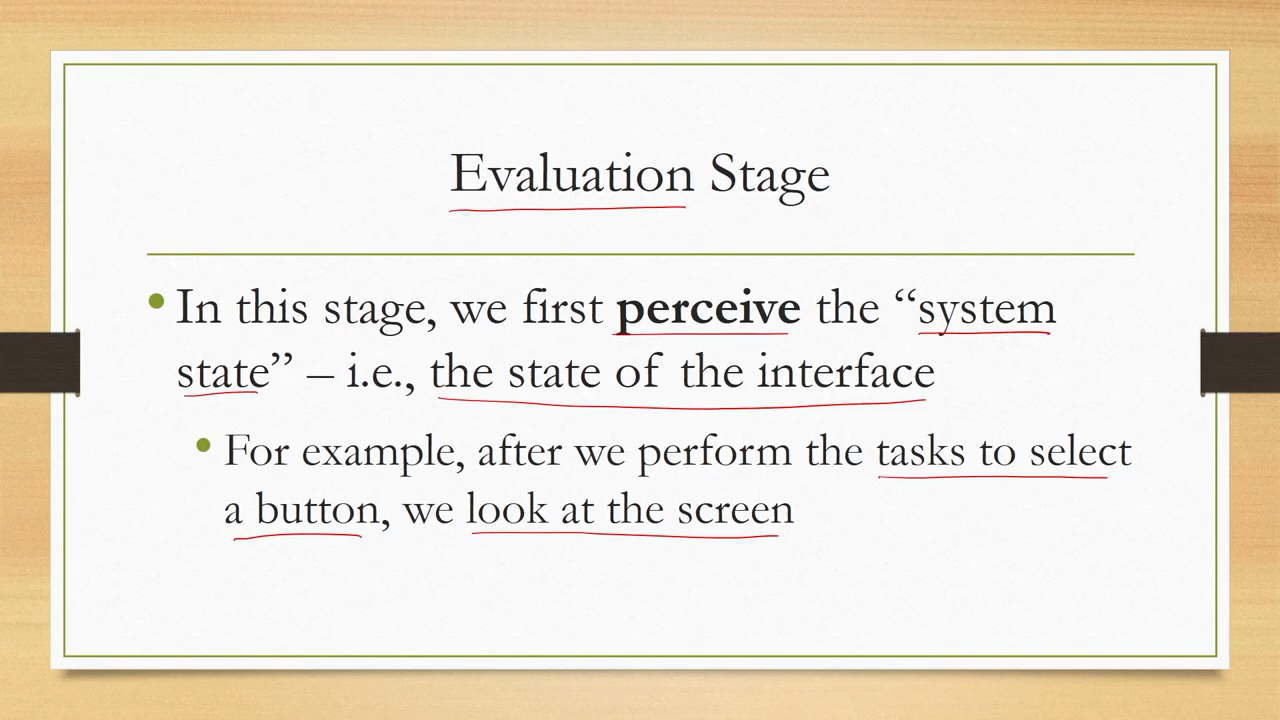 Evaluation Stage
• In this stage, we first perceive the “system
state” – i.e., the state of the interface
• For example, after we perform the tasks to select
a button, we look at the screen